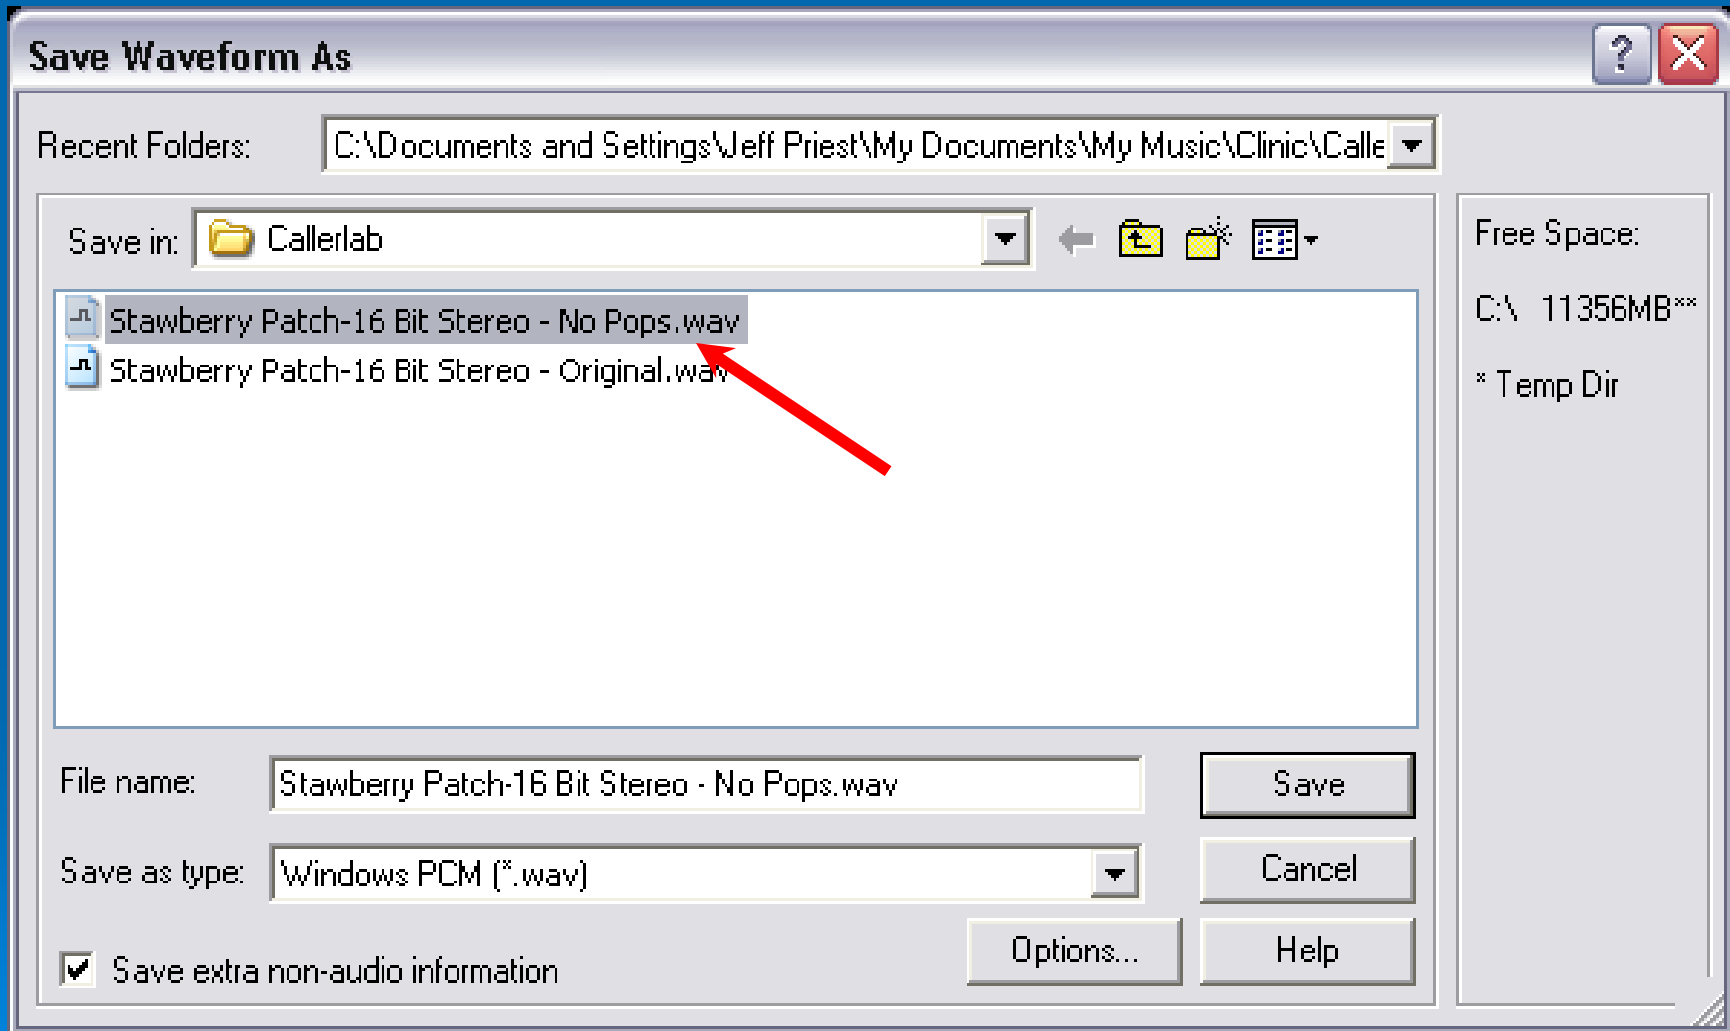 Save Waveform As
Recent Folders: C:\Documents and Settings\Jeff Priest\My Documents\My Music\Clinic\Calle
Save in: Callerlab
Stawberry Patch-16 Bit Stereo - No Pops.wav
Stawberry Patch-16 Bit Stereo - Original.wav
File name: Stawberry Patch-16 Bit Stereo - No Pops.wav
Save
Save as type: Windows PCM (*.wav)
Cancel
Save extra non-audio information
Options...
Help
Free Space:
C:\ 11356MB**
* Temp Dir